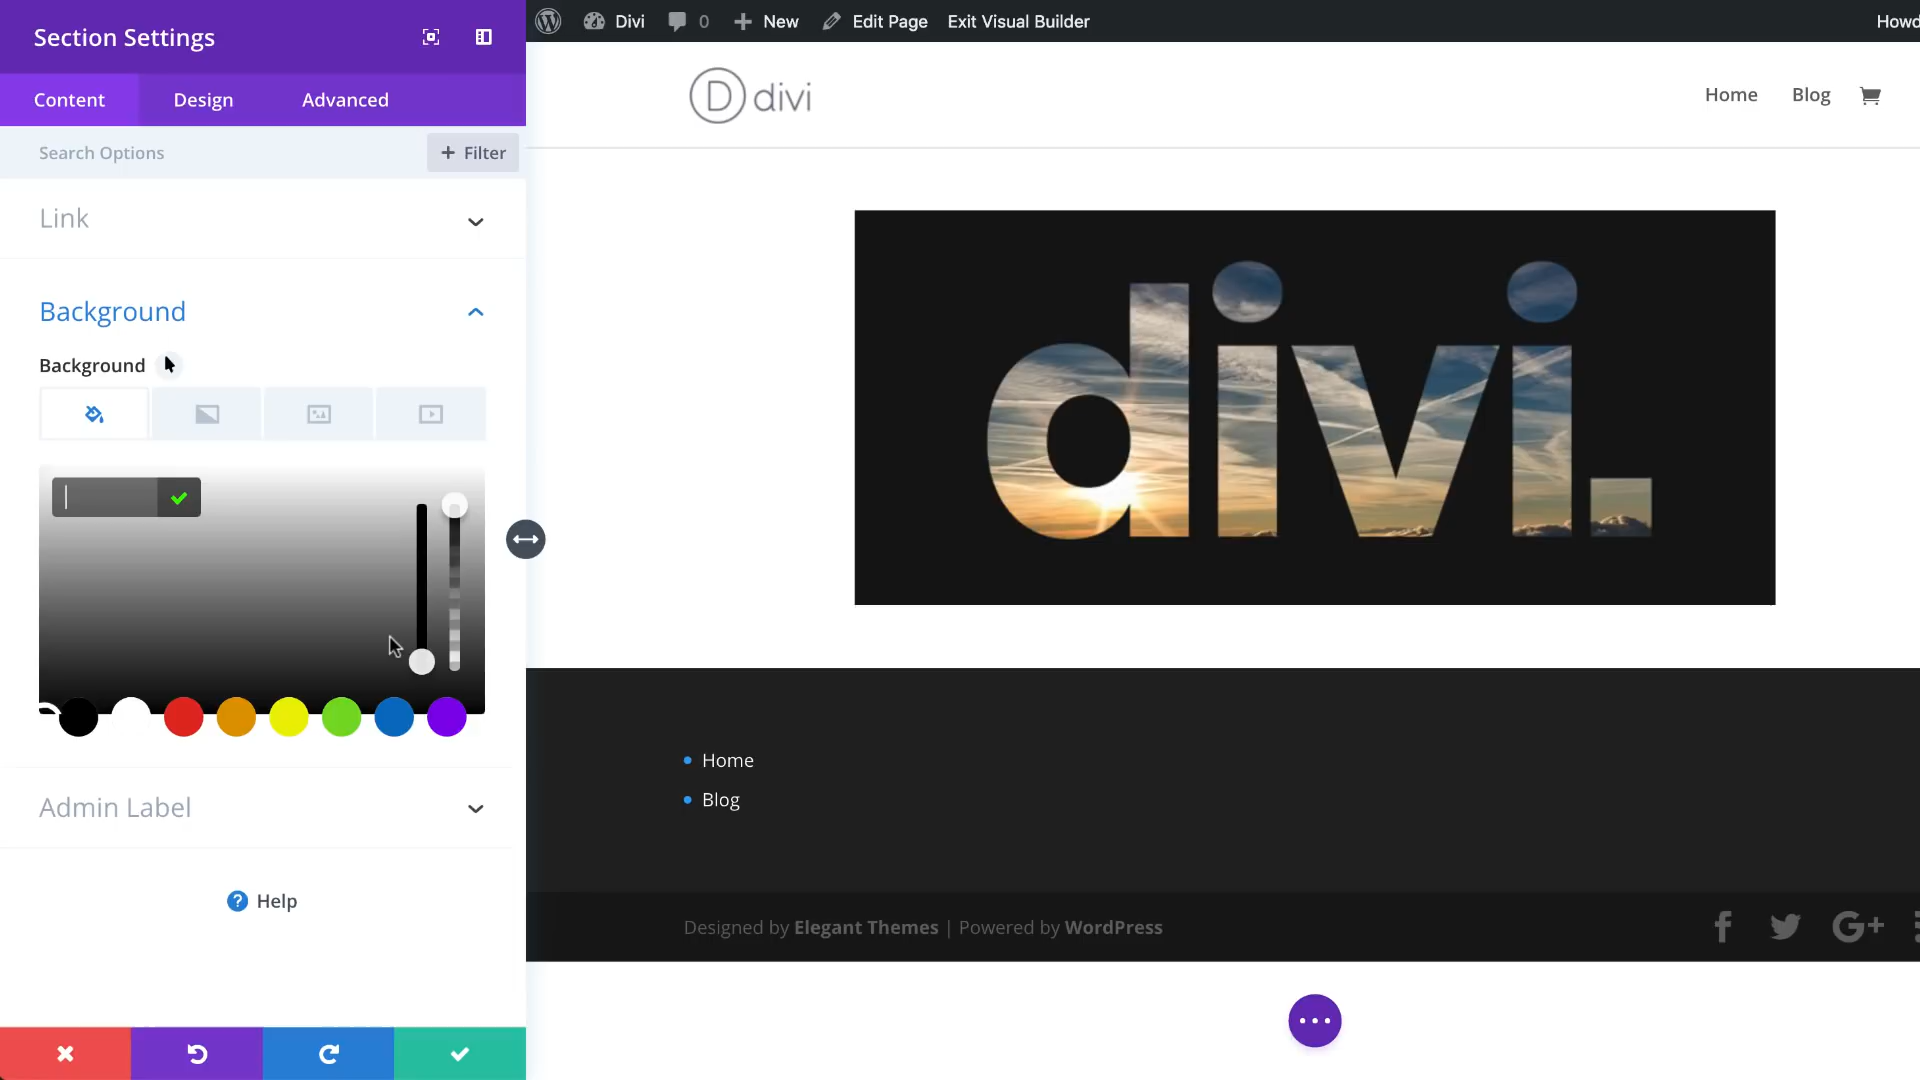 Section Settings
Content
Design
Advanced
Search Options
+ Filter
Link
Background
Background
Admin Label
? Help
Divi
0
+ New
Edit Page
Exit Visual Builder
D divi
Home
Blog
divi.
Home
Blog
Designed by Elegant Themes | Powered by WordPress